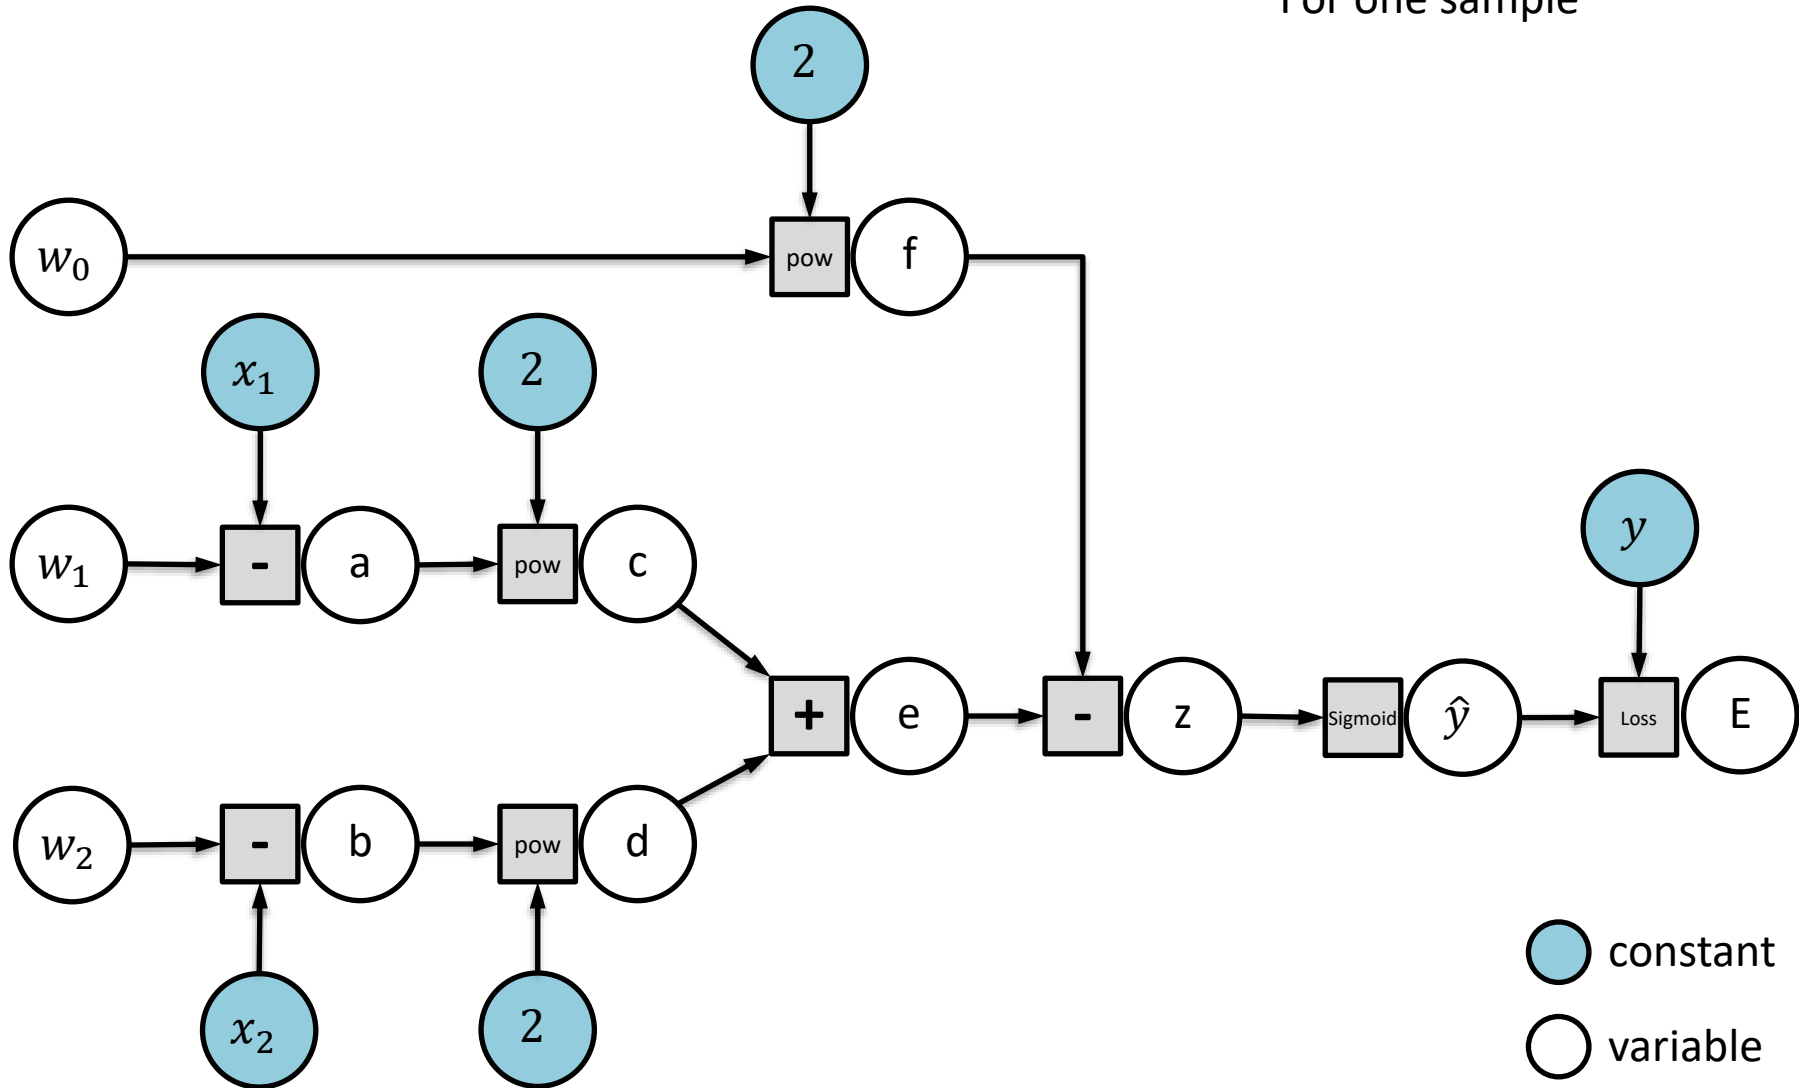 For one sample
2
w₀
pow
f
x₁
2
w₁
-
a
pow
c
y
+
e
-
z
Sigmoid
ŷ
Loss
E
w₂
-
b
pow
d
x₂
2
constant
variable